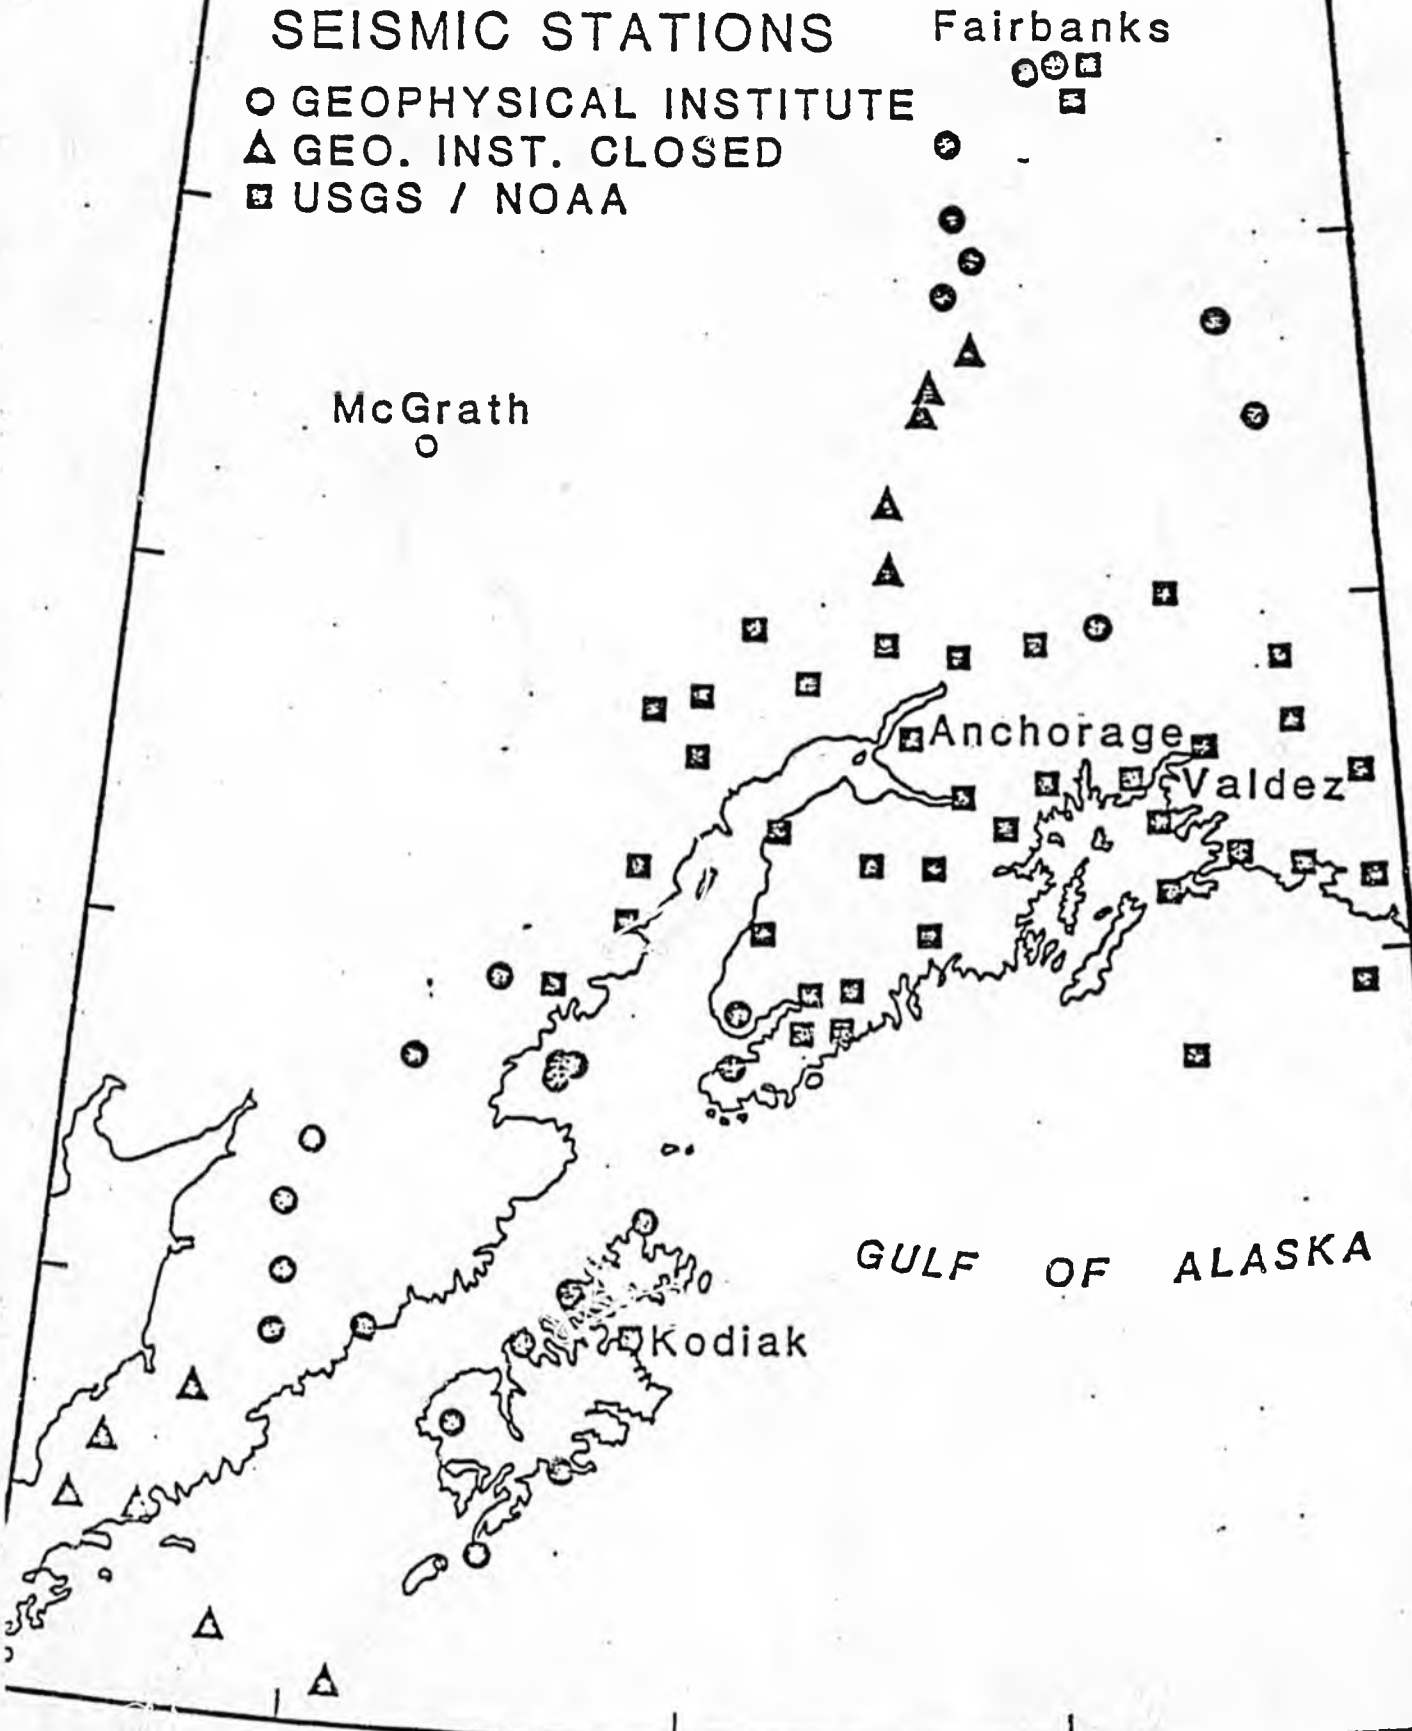 SEISMIC STATIONS
GEOPHYSICAL INSTITUTE
GEO. INST. CLOSED
USGS / NOAA
Fairbanks
McGrath
Anchorage
Valdez
GULF OF ALASKA
Kodiak